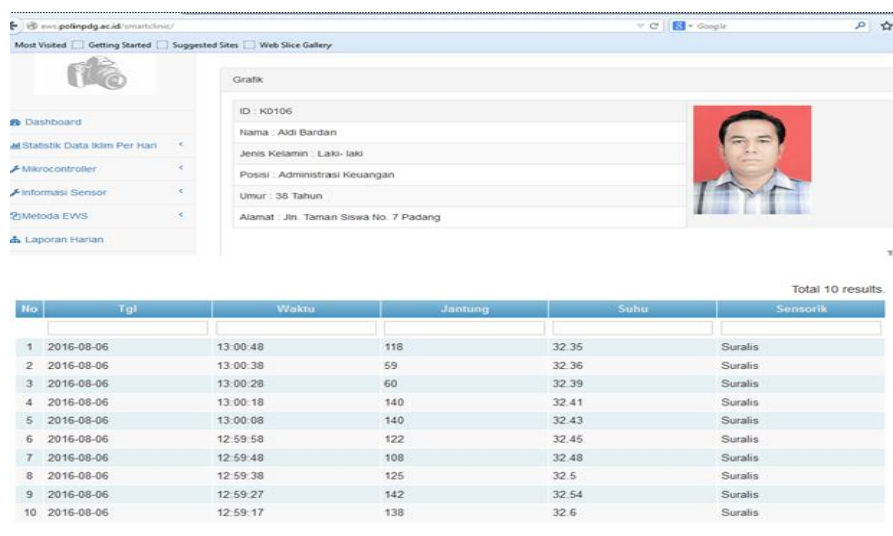 ews.polinpdg.ac.id/smartclinic/
Google
Most Visited Getting Started Suggested Sites Web Slice Gallery
Grafik
Dashboard
Statistik Data Iklim Per Hari
Mikrocontroller
Informasi Sensor
Metoda EWS
Laporan Harian
ID : K0106
Nama : Aldi Bardan
Jenis Kelamin : Laki- laki
Posisi : Administrasi Keuangan
Umur : 38 Tahun
Alamat : Jln. Taman Siswa No. 7 Padang
Total 10 results.
No Tgl Waktu Jantung Suhu Sensorik
1 2016-08-06 13:00:48 118 32.35 Suralis
2 2016-08-06 13:00:38 59 32.36 Suralis
3 2016-08-06 13:00:28 60 32.39 Suralis
4 2016-08-06 13:00:18 140 32.41 Suralis
5 2016-08-06 13:00:08 140 32.43 Suralis
6 2016-08-06 12:59:58 122 32.45 Suralis
7 2016-08-06 12:59:48 108 32.48 Suralis
8 2016-08-06 12:59:38 125 32.5 Suralis
9 2016-08-06 12:59:27 142 32.54 Suralis
10 2016-08-06 12:59:17 138 32.6 Suralis